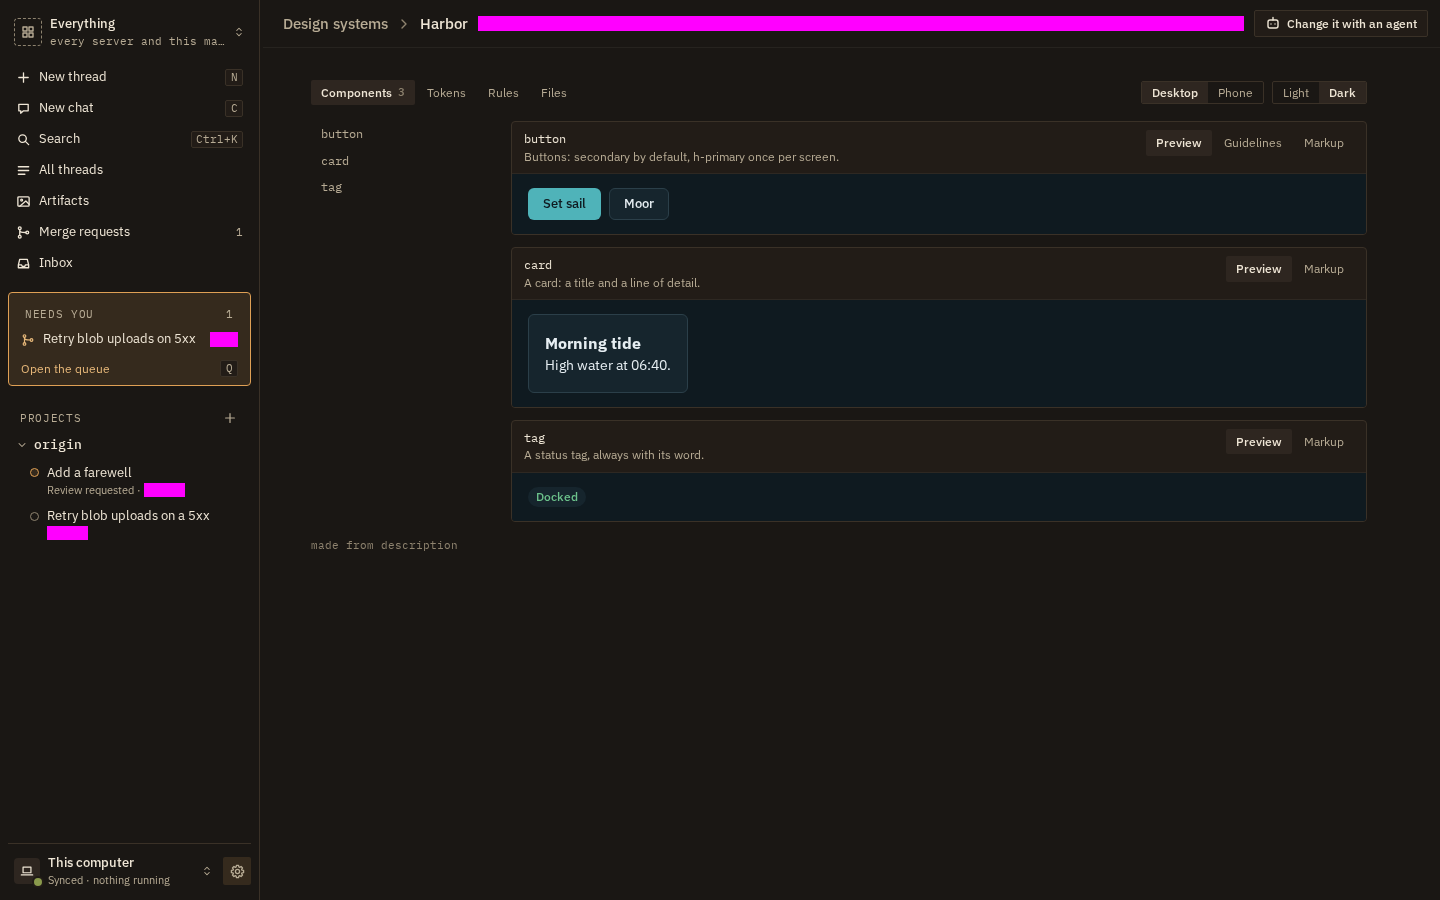 Everything
every server and this ma…
New thread N
New chat C
Search Ctrl+K
All threads
Artifacts
Merge requests 1
Inbox
NEEDS YOU 1
Retry blob uploads on 5xx
Open the queue Q
PROJECTS
origin
Add a farewell
Review requested ·
Retry blob uploads on a 5xx
This computer
Synced · nothing running
Design systems > Harbor
Change it with an agent
Components 3 Tokens Rules Files
Desktop Phone Light Dark
button
card
tag
button
Buttons: secondary by default, h-primary once per screen.
Preview Guidelines Markup
Set sail Moor
card
A card: a title and a line of detail.
Preview Markup
Morning tide
High water at 06:40.
tag
A status tag, always with its word.
Preview Markup
Docked
made from description